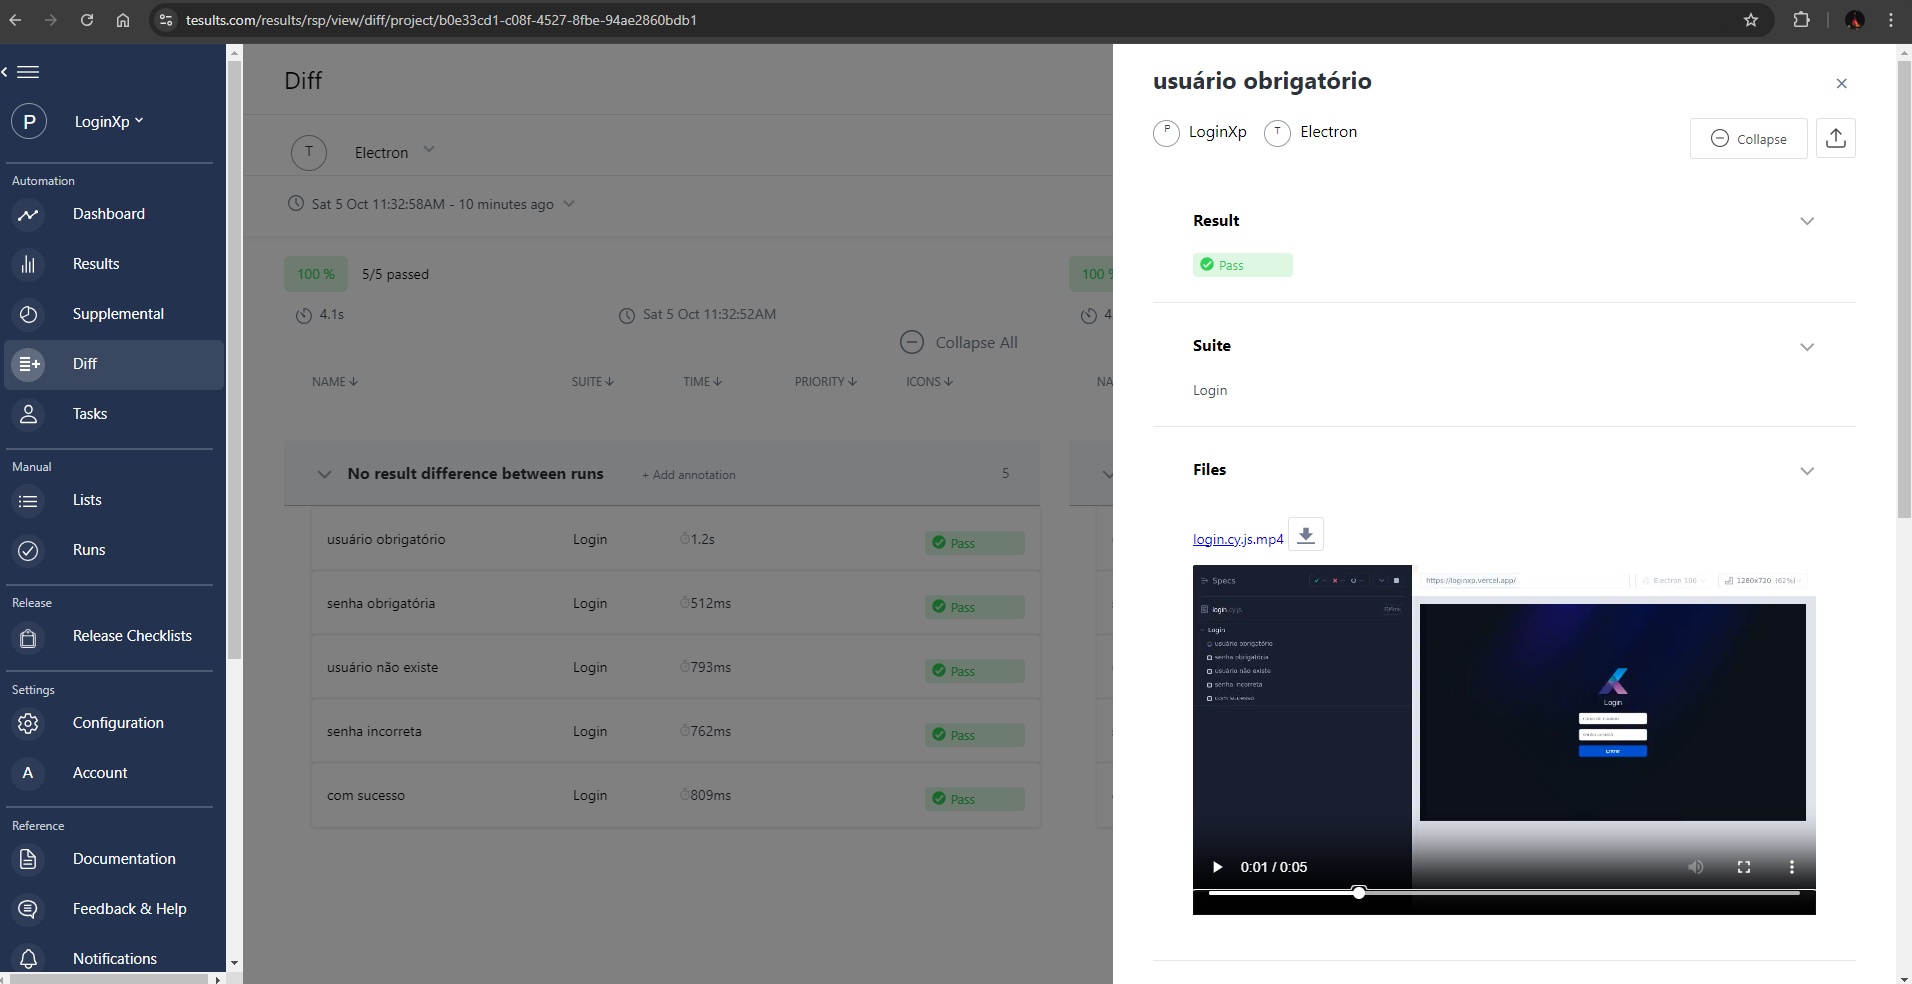 tesults.com/results/rsp/view/diff/project/b0e33cd1-c08f-4527-8fbe-94ae2860bdb1
P LoginXp
Automation
Dashboard
Results
Supplemental
Diff
Tasks
Manual
Lists
Runs
Release
Release Checklists
Settings
Configuration
A Account
Reference
Documentation
Feedback & Help
Notifications
Diff
T Electron
Sat 5 Oct 11:32:58AM - 10 minutes ago
100 % 5/5 passed
4.1s Sat 5 Oct 11:32:52AM
Collapse All
NAME SUITE TIME PRIORITY ICONS
No result difference between runs + Add annotation 5
usuário obrigatório Login 1.2s Pass
senha obrigatória Login 512ms Pass
usuário não existe Login 793ms Pass
senha incorreta Login 762ms Pass
com sucesso Login 809ms Pass
100 %
4
NA
usuário obrigatório
P LoginXp T Electron
Collapse
Result
Pass
Suite
Login
Files
login.cy.js.mp4
Specs
login.cy.js
Login
usuário obrigatório
senha obrigatória
usuário não existe
senha incorreta
com sucesso
https://loginxp.vercel.app/ Electron 106 1280x720 (62%)
Login
Entrar
0:01 / 0:05